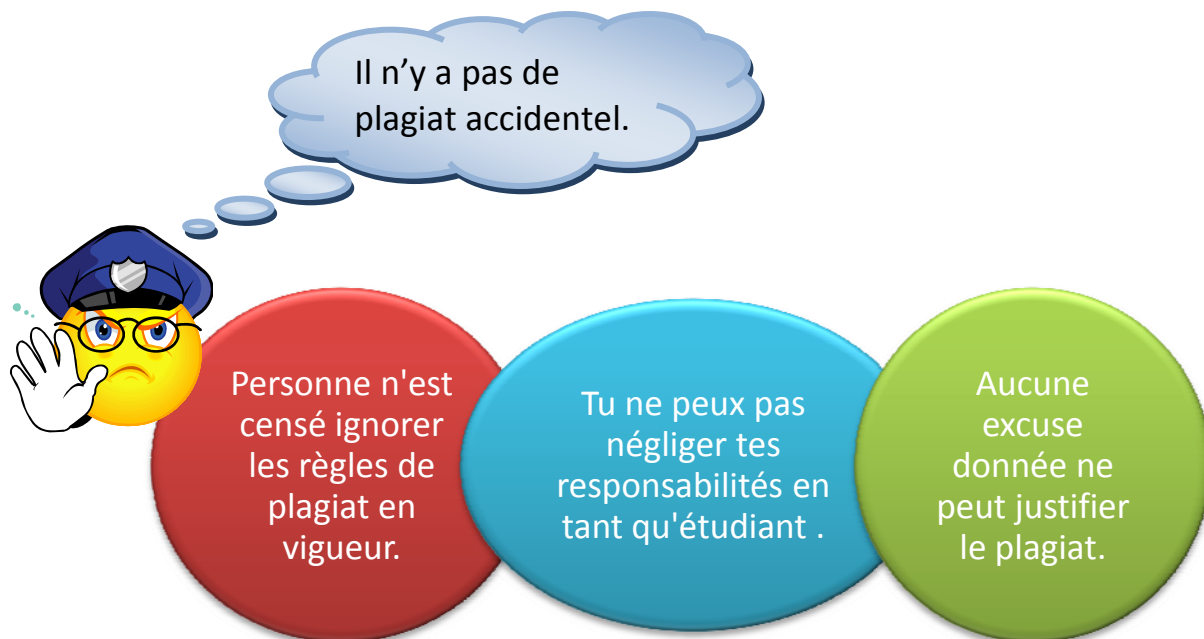 Il n’y a pas de
plagiat accidentel.
Personne n'est
censé ignorer
les règles de
plagiat en
vigueur.
Tu ne peux pas
négliger tes
responsabilités en
tant qu'étudiant .
Aucune
excuse
donnée ne
peut justifier
le plagiat.